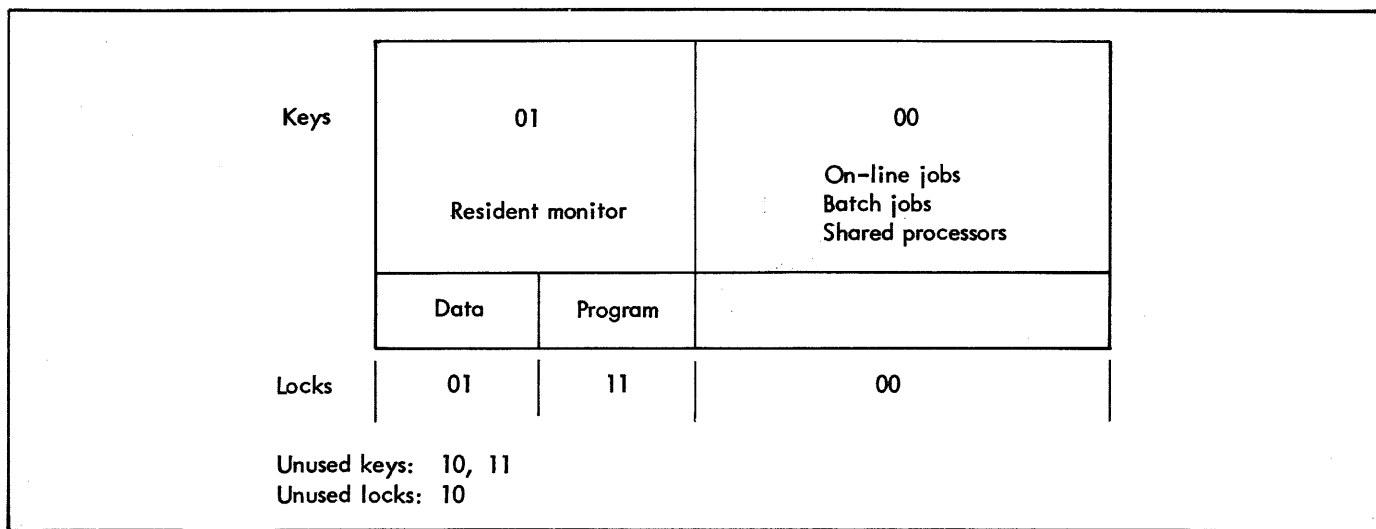 Keys 01 00
On-line jobs
Resident monitor Batch jobs
Shared processors
Data Program
Locks 01 11 00
Unused keys: 10, 11
Unused locks: 10